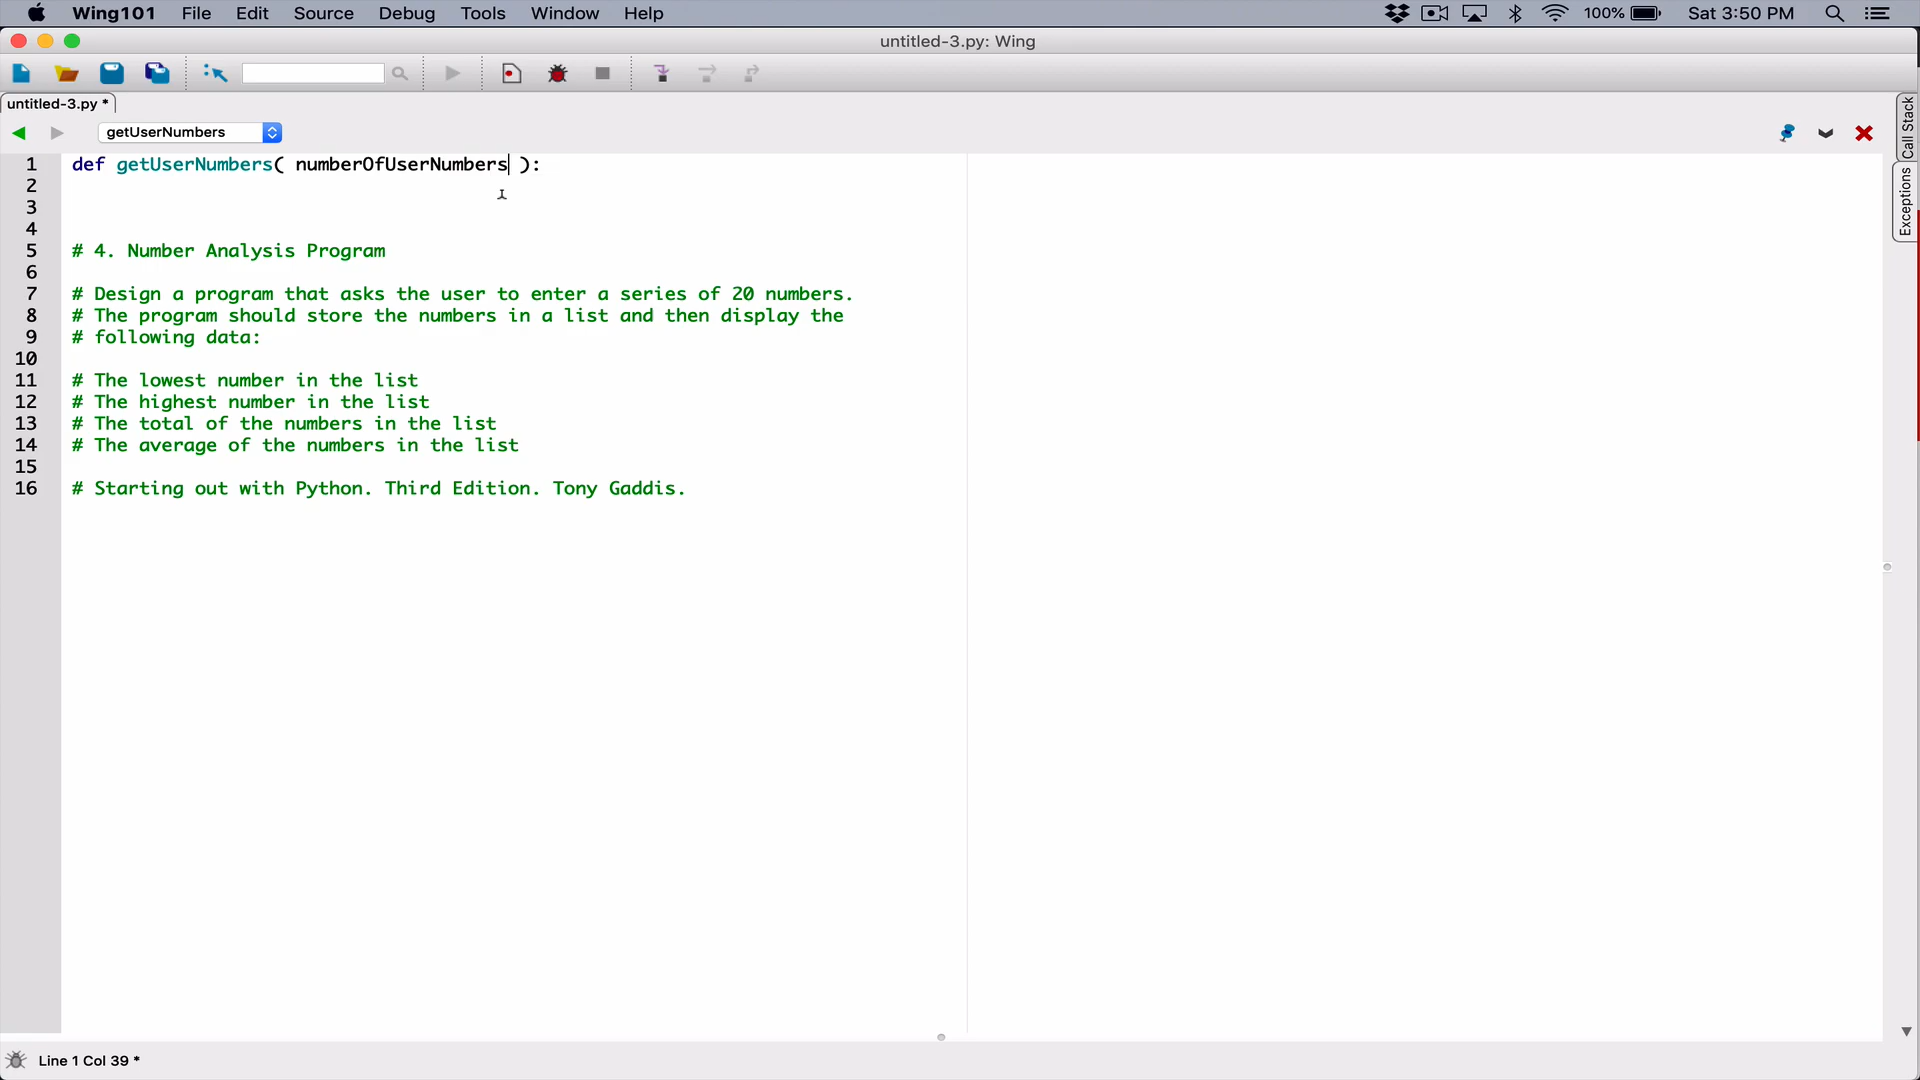 Wing101 File Edit Source Debug Tools Window Help 100% Sat 3:50 PM
untitled-3.py: Wing
untitled-3.py *
getUserNumbers
Call Stack
Exceptions
1 def getUserNumbers( numberOfUserNumbers ):
2
3
4
5 # 4. Number Analysis Program
6
7 # Design a program that asks the user to enter a series of 20 numbers.
8 # The program should store the numbers in a list and then display the
9 # following data:
10
11 # The lowest number in the list
12 # The highest number in the list
13 # The total of the numbers in the list
14 # The average of the numbers in the list
15
16 # Starting out with Python. Third Edition. Tony Gaddis.
Line 1 Col 39 *